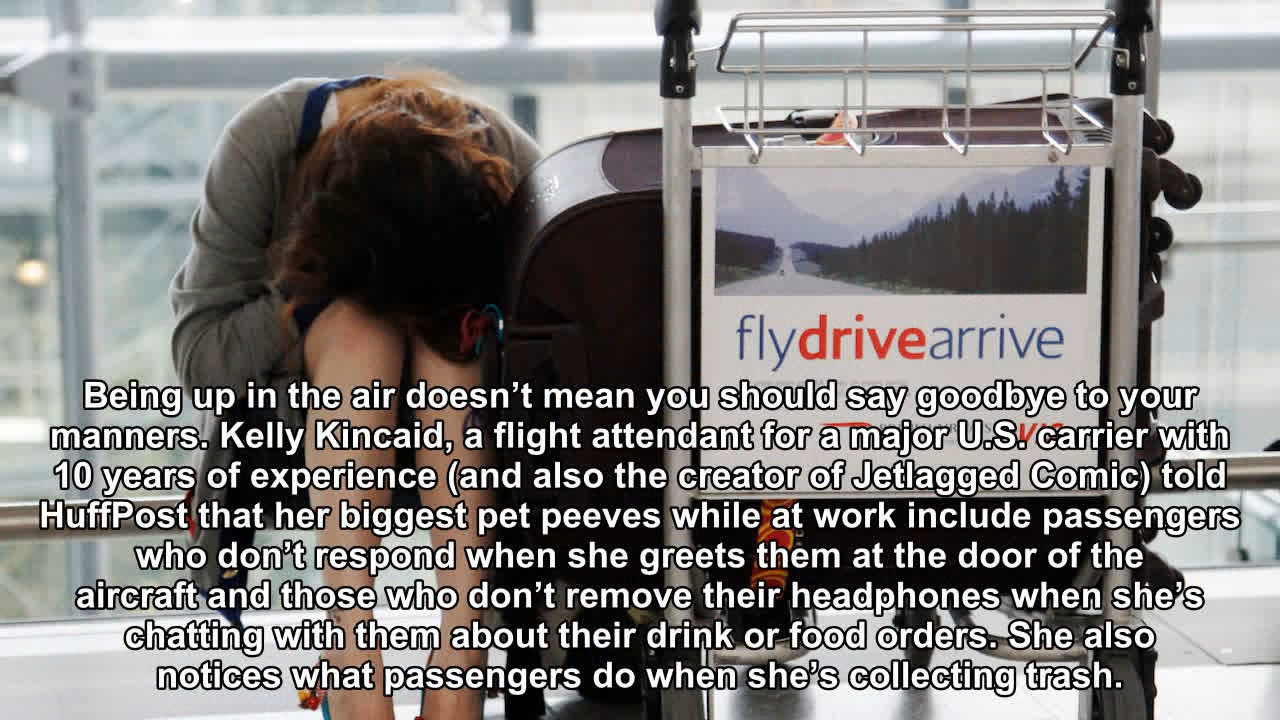 flydrivearrive
Being up in the air doesn’t mean you should say goodbye to your
manners. Kelly Kincaid, a flight attendant for a major U.S. carrier with
10 years of experience (and also the creator of Jetlagged Comic) told
HuffPost that her biggest pet peeves while at work include passengers
who don’t respond when she greets them at the door of the
aircraft and those who don’t remove their headphones when she’s
chatting with them about their drink or food orders. She also
notices what passengers do when she’s collecting trash.